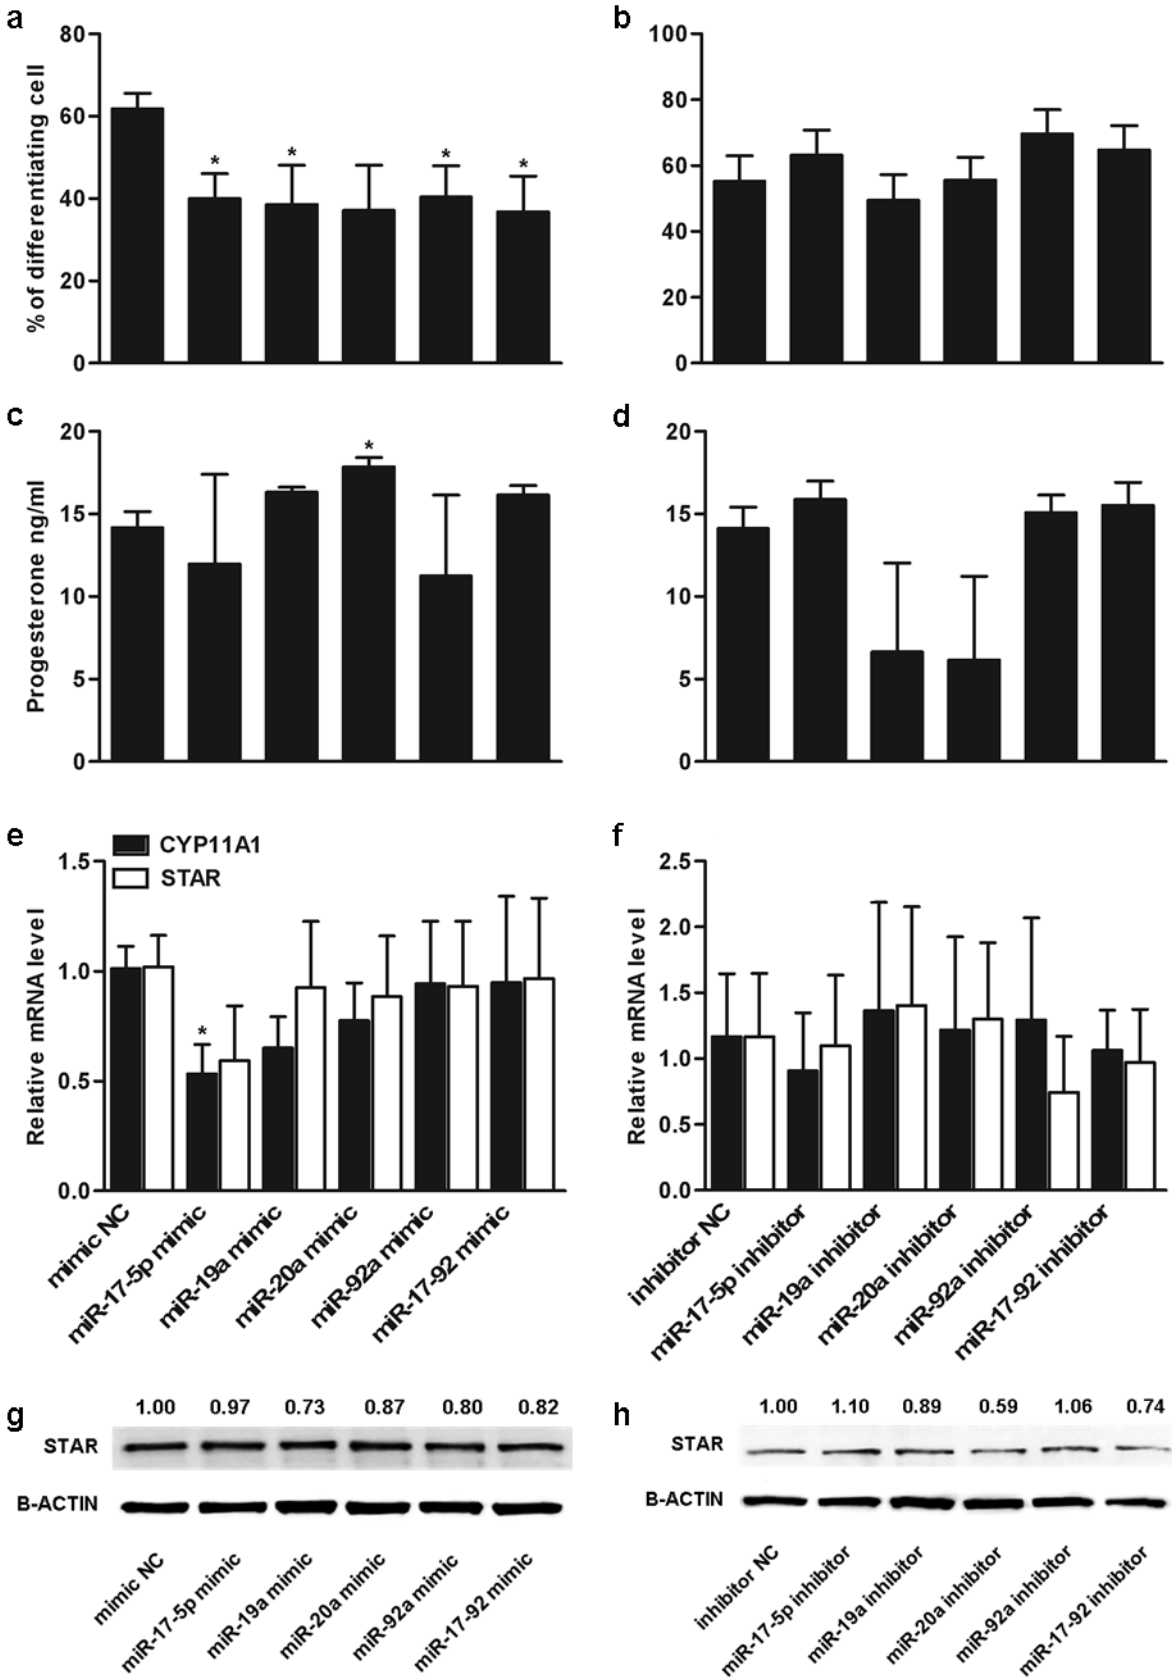 a
% of differentiating cell
80
60
40
20
0
* * * *
b
100
80
60
40
20
0
c
Progesterone ng/ml
20
15
10
5
0
*
d
20
15
10
5
0
e
CYP11A1
STAR
Relative mRNA level
1.5
1.0
0.5
0.0
*
mimic NC
miR-17-5p mimic
miR-19a mimic
miR-20a mimic
miR-92a mimic
miR-17-92 mimic
f
Relative mRNA level
2.5
2.0
1.5
1.0
0.5
0.0
inhibitor NC
miR-17-5p inhibitor
miR-19a inhibitor
miR-20a inhibitor
miR-92a inhibitor
miR-17-92 inhibitor
g
1.00 0.97 0.73 0.87 0.80 0.82
STAR
B-ACTIN
mimic NC
miR-17-5p mimic
miR-19a mimic
miR-20a mimic
miR-92a mimic
miR-17-92 mimic
h
1.00 1.10 0.89 0.59 1.06 0.74
STAR
B-ACTIN
inhibitor NC
miR-17-5p inhibitor
miR-19a inhibitor
miR-20a inhibitor
miR-92a inhibitor
miR-17-92 inhibitor